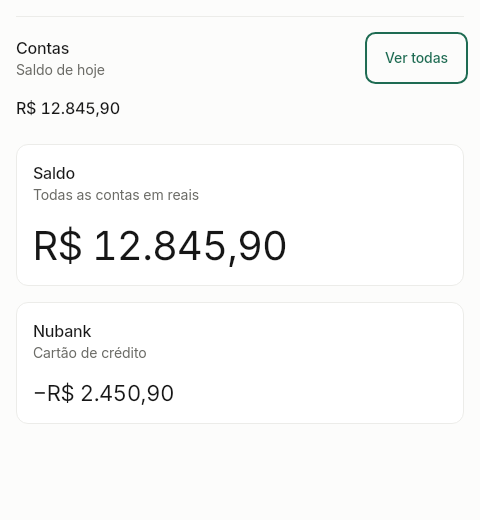 Contas
Saldo de hoje
Ver todas
R$ 12.845,90
Saldo
Todas as contas em reais
R$ 12.845,90
Nubank
Cartão de crédito
−R$ 2.450,90